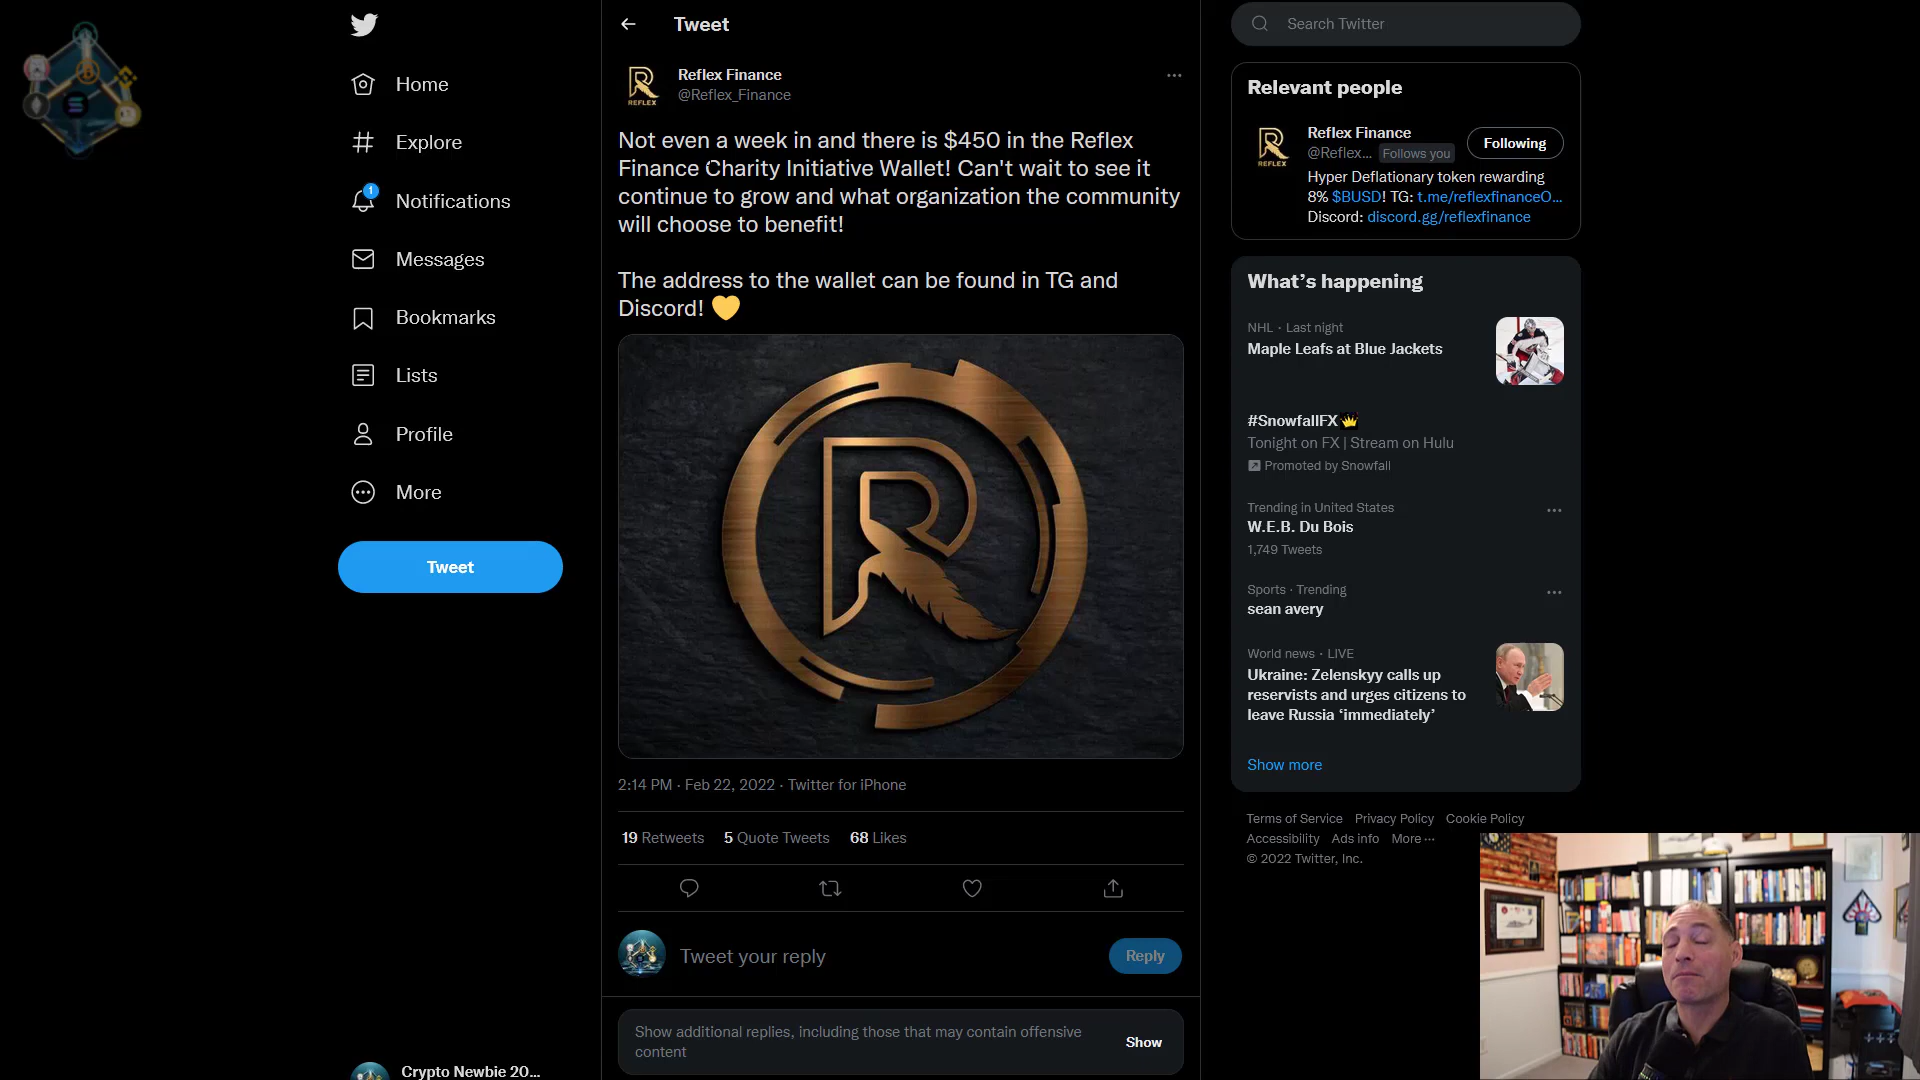 Home
Explore
1
Notifications
Messages
Bookmarks
Lists
Profile
More
Tweet
Crypto Newbie 20...
Tweet
Reflex Finance
@Reflex_Finance
REFLEX
Not even a week in and there is $450 in the Reflex
Finance Charity Initiative Wallet! Can't wait to see it
continue to grow and what organization the community
will choose to benefit!
The address to the wallet can be found in TG and
Discord! 💛
R
2:14 PM · Feb 22, 2022 · Twitter for iPhone
19 Retweets 5 Quote Tweets 68 Likes
Tweet your reply
Reply
Show additional replies, including those that may contain offensive
content
Show
Search Twitter
Relevant people
Reflex Finance
@Reflex... Follows you
Following
REFLEX
Hyper Deflationary token rewarding
8% $BUSD! TG: t.me/reflexfinanceO...
Discord: discord.gg/reflexfinance
What's happening
NHL · Last night
Maple Leafs at Blue Jackets
#SnowfallFX
Tonight on FX | Stream on Hulu
Promoted by Snowfall
Trending in United States
W.E.B. Du Bois
1,749 Tweets
Sports · Trending
sean avery
World news · LIVE
Ukraine: Zelenskyy calls up
reservists and urges citizens to
leave Russia ‘immediately’
Show more
Terms of Service Privacy Policy Cookie Policy
Accessibility Ads info More ···
© 2022 Twitter, Inc.